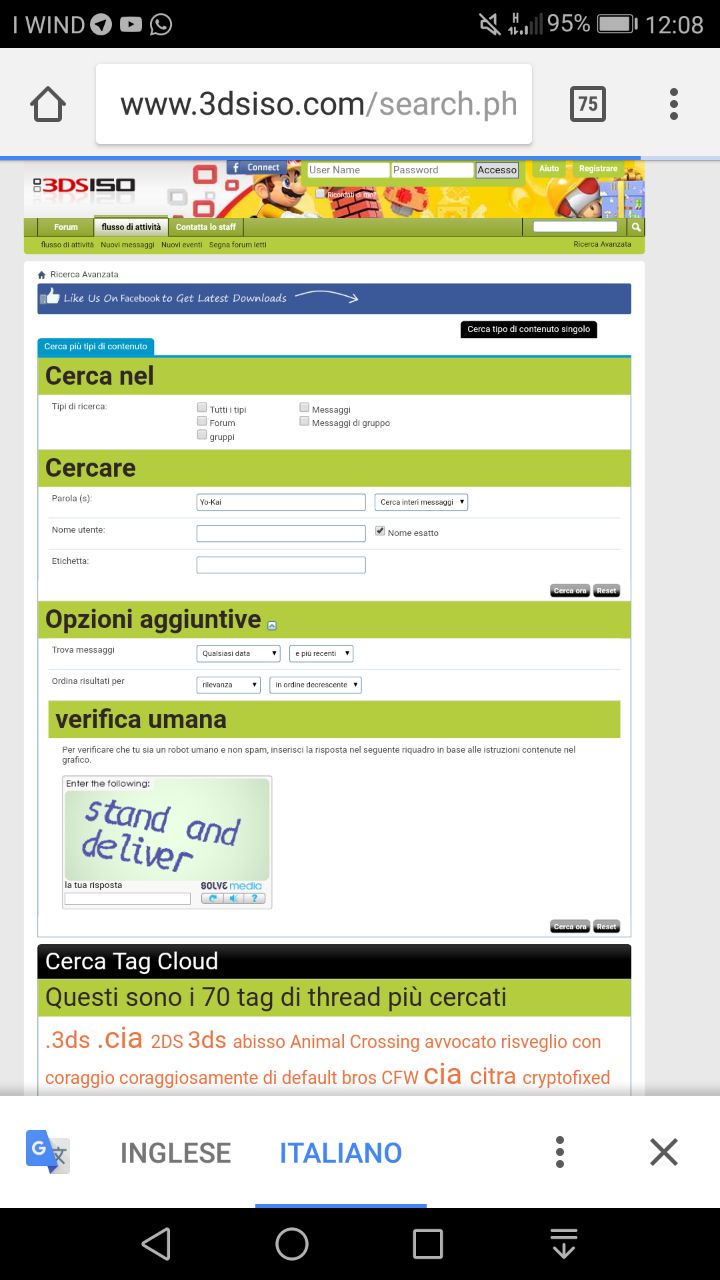 I WIND 95% 12:08
www.3dsiso.com/search.ph 75
3DSISO
f Connect User Name Password Accesso Aiuto Registrare
Ricordati di me?
Forum flusso di attività Contatta lo staff
flusso di attività Nuovi messaggi Nuovi eventi Segna forum letti Ricerca Avanzata
Ricerca Avanzata
Like Us On Facebook to Get Latest Downloads
Cerca tipo di contenuto singolo
Cerca più tipi di contenuto
Cerca nel
Tipi di ricerca: Tutti i tipi Messaggi
Forum Messaggi di gruppo
gruppi
Cercare
Parola (s): Yo-Kai Cerca interi messaggi
Nome utente: Nome esatto
Etichetta:
Cerca ora Reset
Opzioni aggiuntive
Trova messaggi Qualsiasi data e più recenti
Ordina risultati per rilevanza in ordine decrescente
verifica umana
Per verificare che tu sia un robot umano e non spam, inserisci la risposta nel seguente riquadro in base alle istruzioni contenute nel
grafico.
Enter the following:
stand and
deliver
la tua risposta SOLVE media
Cerca ora Reset
Cerca Tag Cloud
Questi sono i 70 tag di thread più cercati
.3ds .cia 2DS 3ds abisso Animal Crossing avvocato risveglio con
coraggio coraggiosamente di default bros CFW cia citra cryptofixed
INGLESE ITALIANO